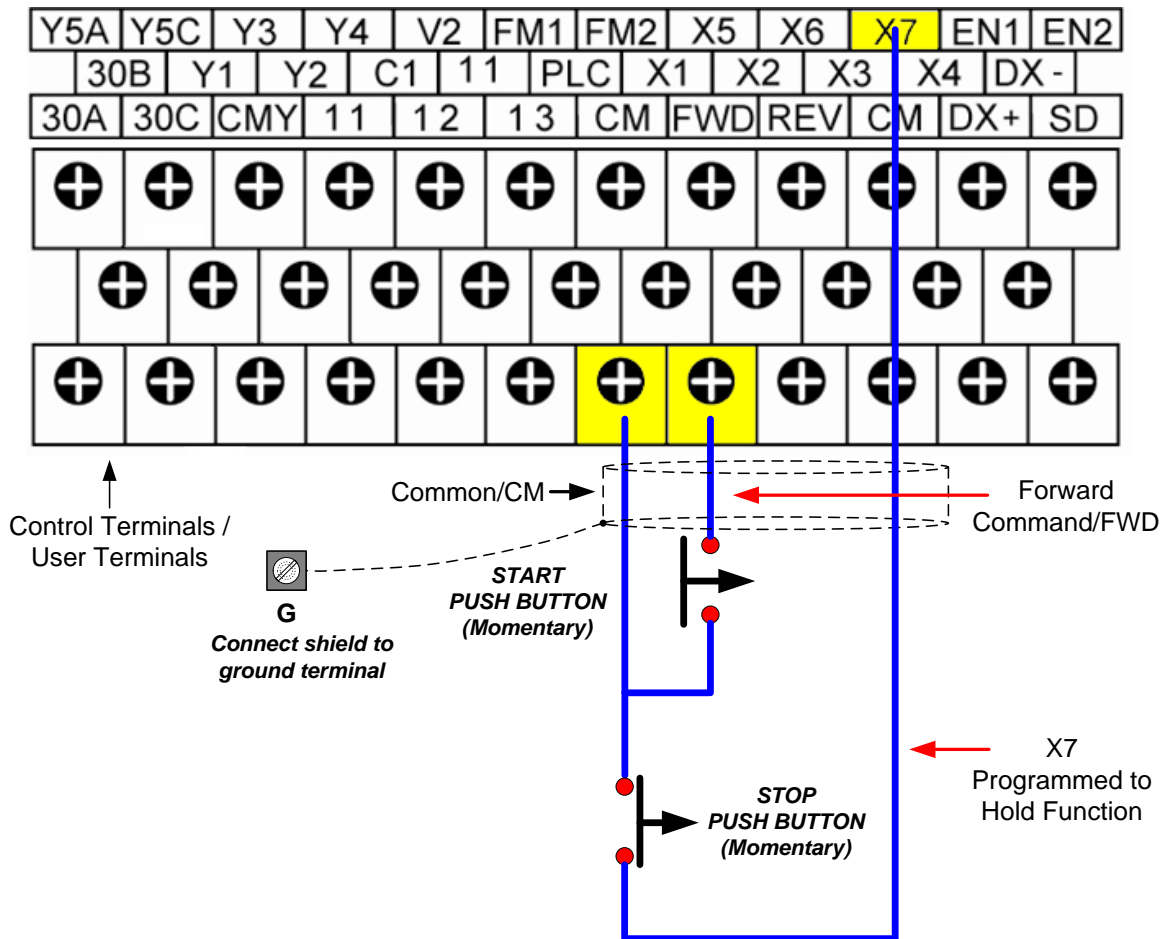 Y5A Y5C Y3 Y4 V2 FM1 FM2 X5 X6 X7 EN1 EN2
30B Y1 Y2 C1 11 PLC X1 X2 X3 X4 DX -
30A 30C CMY 11 12 13 CM FWD REV CM DX+ SD
Control Terminals /
User Terminals
Common/CM
Forward
Command/FWD
G
Connect shield to
ground terminal
START
PUSH BUTTON
(Momentary)
X7
Programmed to
Hold Function
STOP
PUSH BUTTON
(Momentary)